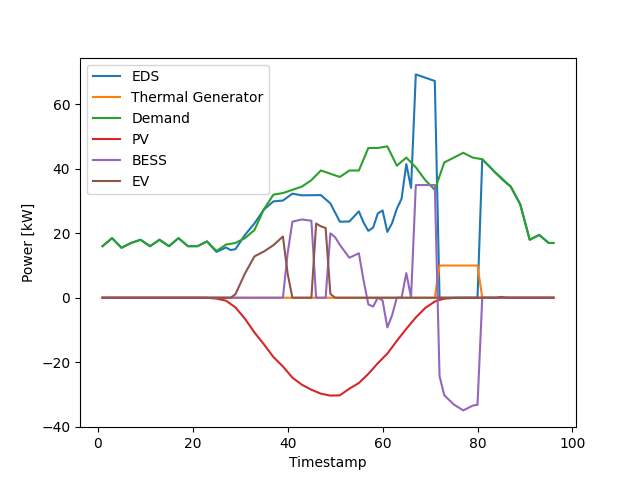 EDS
Thermal Generator
Demand
PV
BESS
EV
Power [kW]
60
40
20
0
−20
−40
0 20 40 60 80 100
Timestamp